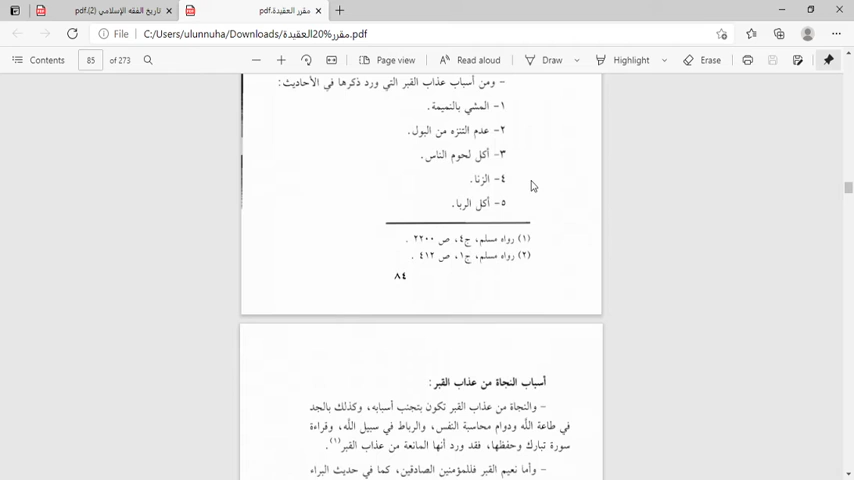 تاريخ الفقه الإسلامي (2).pdf
مقرر العقيدة.pdf
File
C:/Users/ulunnuha/Downloads/مقرر%20العقيدة.pdf
Contents
85 of 273
Page view
Read aloud
Draw
Highlight
Erase
– ومن أسباب عذاب القبر التي ورد ذكرها في الأحاديث :
١- المشي بالنميمة .
٢- عدم التنزه من البول .
٣- أكل لحوم الناس .
٤- الزنا .
٥- أكل الربا .
(١) رواه مسلم، ج٤، ص ٢٢٠٠ .
(٢) رواه مسلم، ج١، ص ٤١٢ .
٨٤
أسباب النجاة من عذاب القبر :
– والنجاة من عذاب القبر تكون بتجنب أسبابه، وكذلك بالجد
في طاعة الله ودوام محاسبة النفس، والرباط في سبيل الله، وقراءة
سورة تبارك وحفظها، فقد ورد أنها المانعة من عذاب القبر(١) .
– وأما نعيم القبر فللمؤمنين الصادقين، كما في حديث البراء